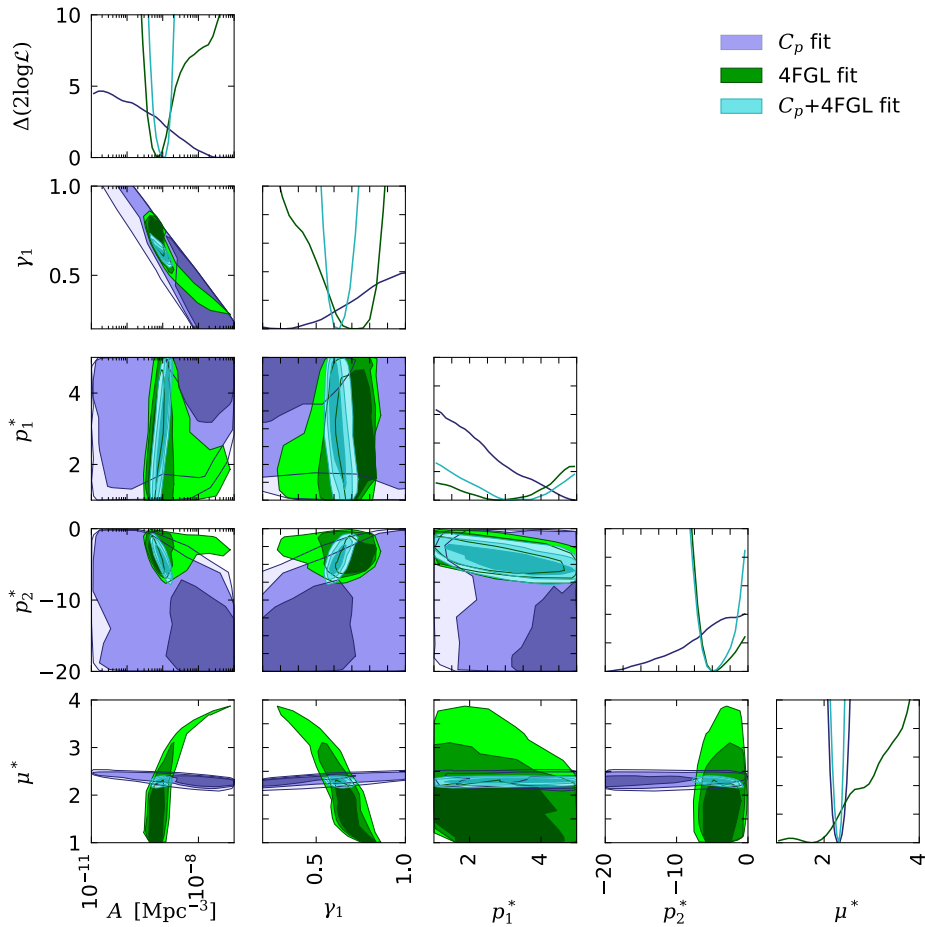 10
5
0
Δ(2logℒ)
C_p fit
4FGL fit
C_p+4FGL fit
1.0
0.5
γ_1
4
2
p_1^*
0
−10
−20
p_2^*
4
3
2
1
μ^*
10^{−11}
10^{−8}
0.5
1.0
2
4
−20
−10
0
2
4
A [Mpc^{−3}]
γ_1
p_1^*
p_2^*
μ^*